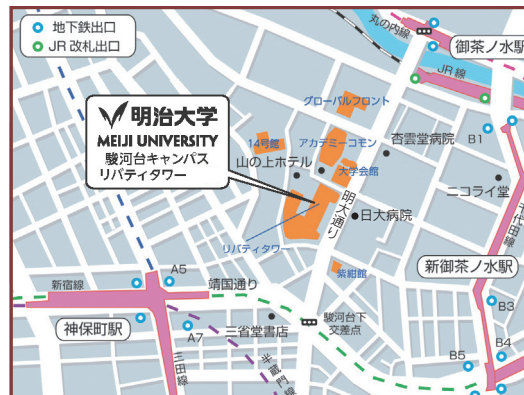 地下鉄出口
JR 改札出口
丸の内線
御茶ノ水駅
JR 線
グローバルフロント
明治大学
MEIJI UNIVERSITY
駿河台キャンパス
リバティタワー
14号館
アカデミーコモン
杏雲堂病院
B1
山の上ホテル
大学会館
ニコライ堂
明大通り
日大病院
千代田線
リバティタワー
紫紺館
新御茶ノ水駅
新宿線
A5
靖国通り
B3
神保町駅
A7
三省堂書店
駿河台下
交差点
三田線
半蔵門線
B5
B4